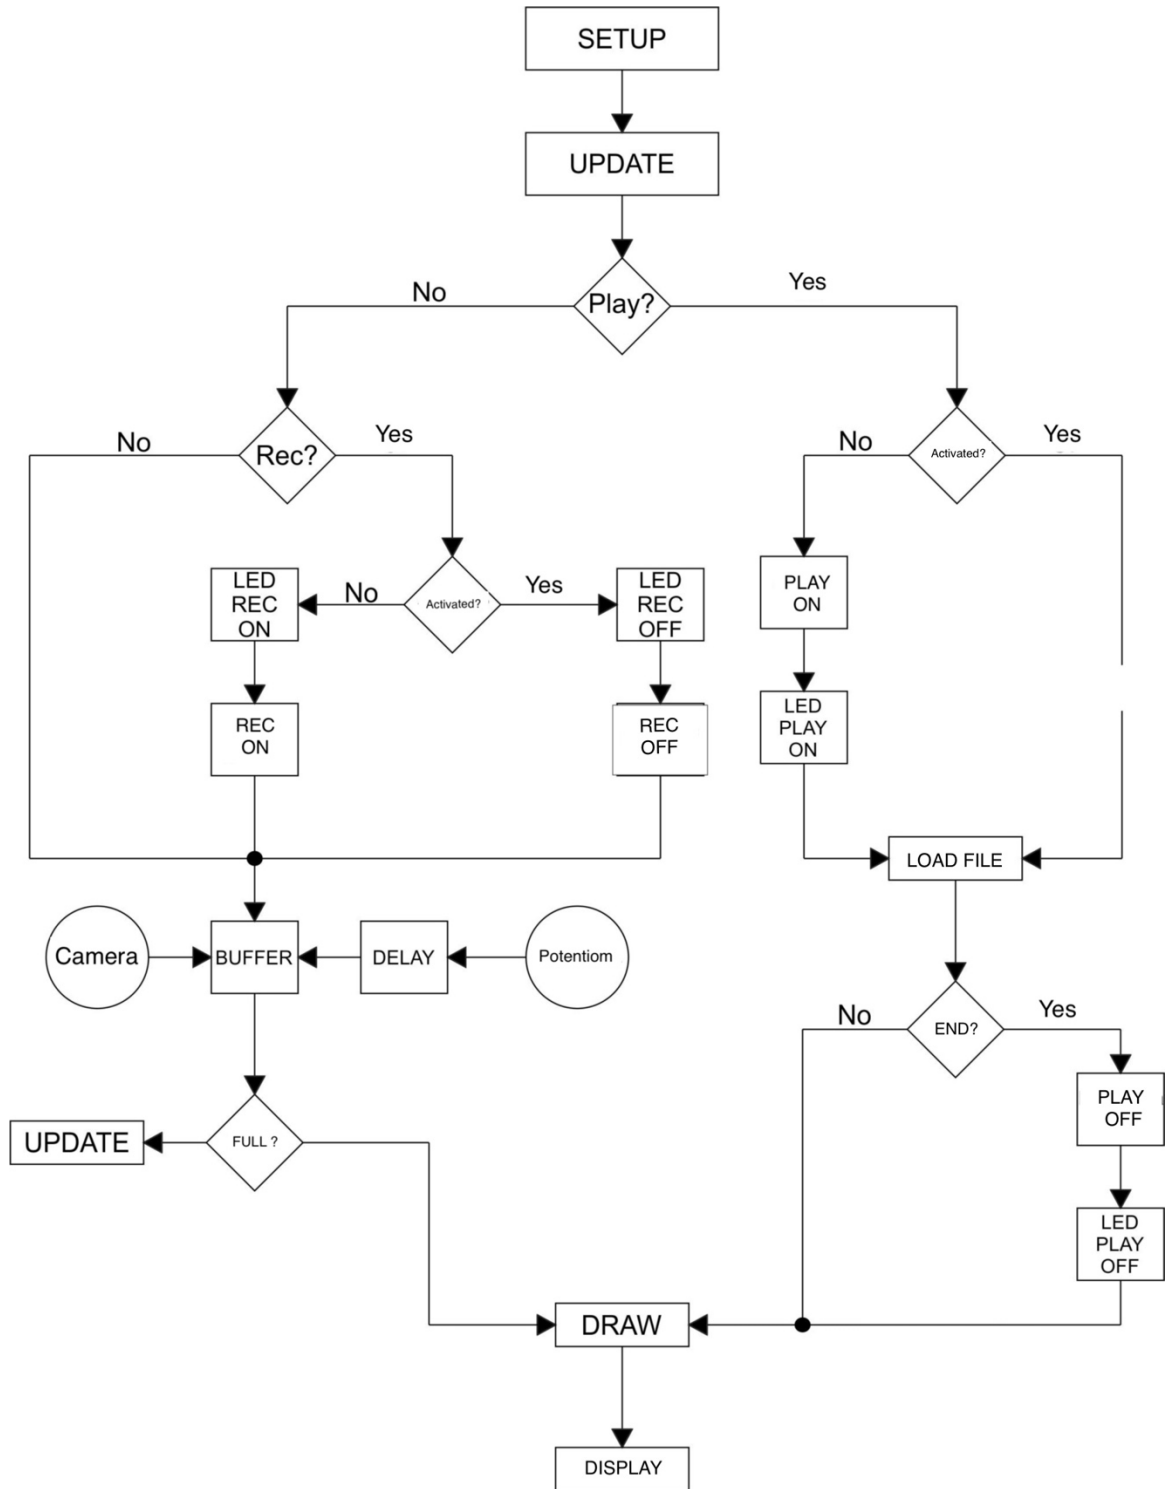 SETUP
UPDATE
No
Play?
Yes
No
Rec?
Yes
No
Activated?
Yes
LED
REC
ON
No
Activated?
Yes
LED
REC
OFF
PLAY
ON
REC
ON
REC
OFF
LED
PLAY
ON
LOAD FILE
Camera
BUFFER
DELAY
Potentiom
No
END?
Yes
PLAY
OFF
UPDATE
FULL ?
LED
PLAY
OFF
DRAW
DISPLAY